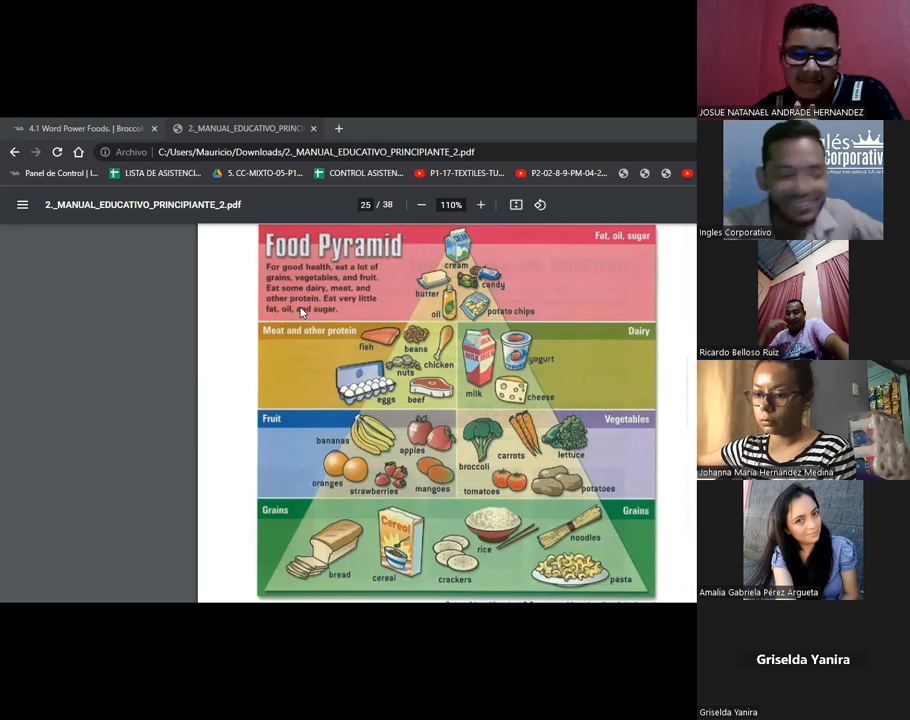 4.1 Word Power Foods. | Broccoli
2._MANUAL_EDUCATIVO_PRINCI
Archivo
C:/Users/Mauricio/Downloads/2._MANUAL_EDUCATIVO_PRINCIPIANTE_2.pdf
Panel de Control | I...
LISTA DE ASISTENCI...
5. CC-MIXTO-05-P1...
CONTROL ASISTEN...
P1-17-TEXTILES-TU...
P2-02-8-9-PM-04-2...
2._MANUAL_EDUCATIVO_PRINCIPIANTE_2.pdf
25 / 38
110%
Food Pyramid
For good health, eat a lot of
grains, vegetables, and fruit.
Eat some dairy, meat, and
other protein. Eat very little
fat, oil, and sugar.
Fat, oil, sugar
cream
butter
candy
oil
potato chips
Meat and other protein
Dairy
fish
beans
chicken
nuts
eggs
beef
milk
yogurt
cheese
Fruit
Vegetables
bananas
apples
oranges
strawberries
mangoes
broccoli
carrots
lettuce
tomatoes
potatoes
Grains
Grains
bread
Cereal
cereal
crackers
rice
noodles
pasta
JOSUE NATANAEL ANDRADE HERNANDEZ
glés
Corporativ
Ingles Corporativo
Ricardo Belloso Ruiz
Johanna Maria Hernandez Medina
Amalia Gabriela Pérez Argueta
Griselda Yanira
Griselda Yanira